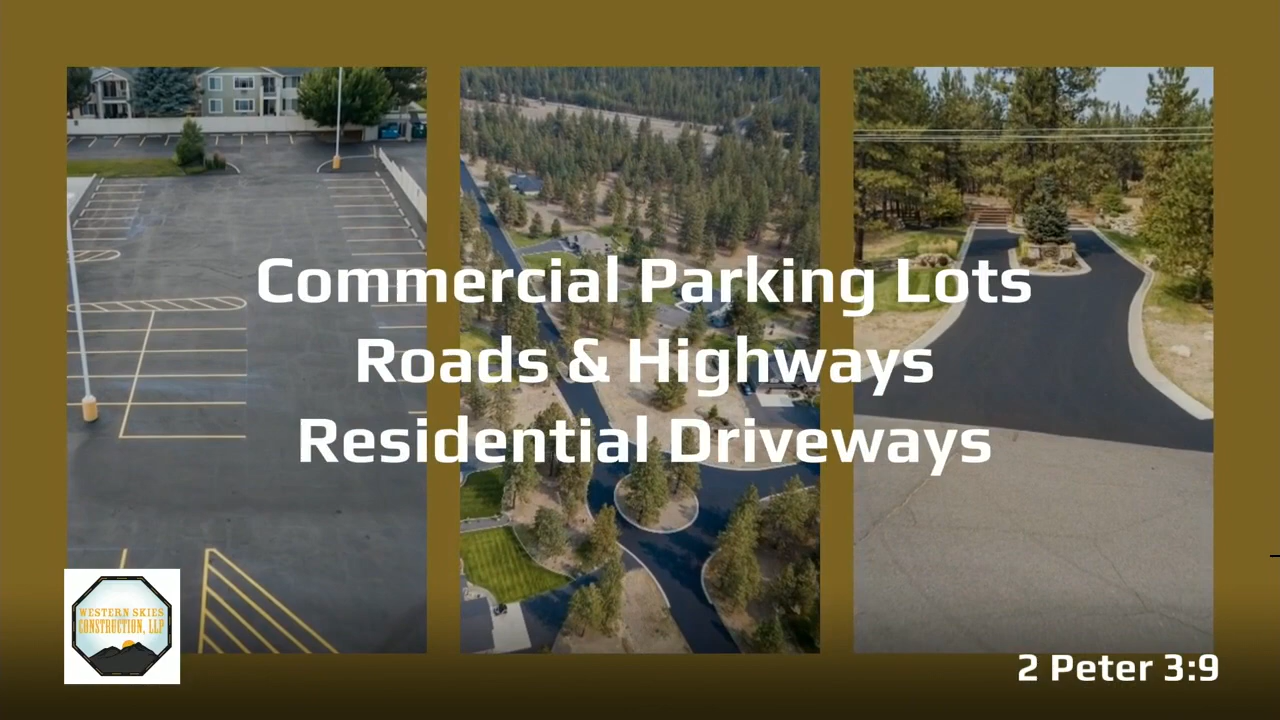 Commercial Parking Lots
Roads & Highways
Residential Driveways
WESTERN SKIES
CONSTRUCTION, LLP
2 Peter 3:9